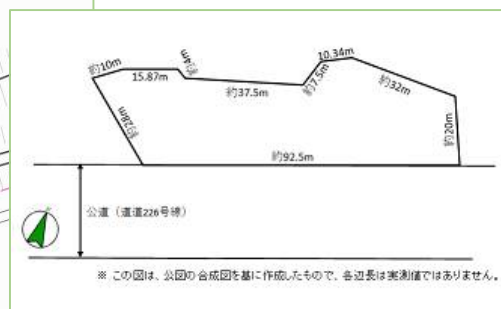 約10m
15.87m
約4m
約37.5m
約7.5m
10.34m
約32m
約28m
約20m
約92.5m
公道（道道226号線）
※ この図は、公図の合成図を基に作成したもので、各辺長は実測値ではありません。